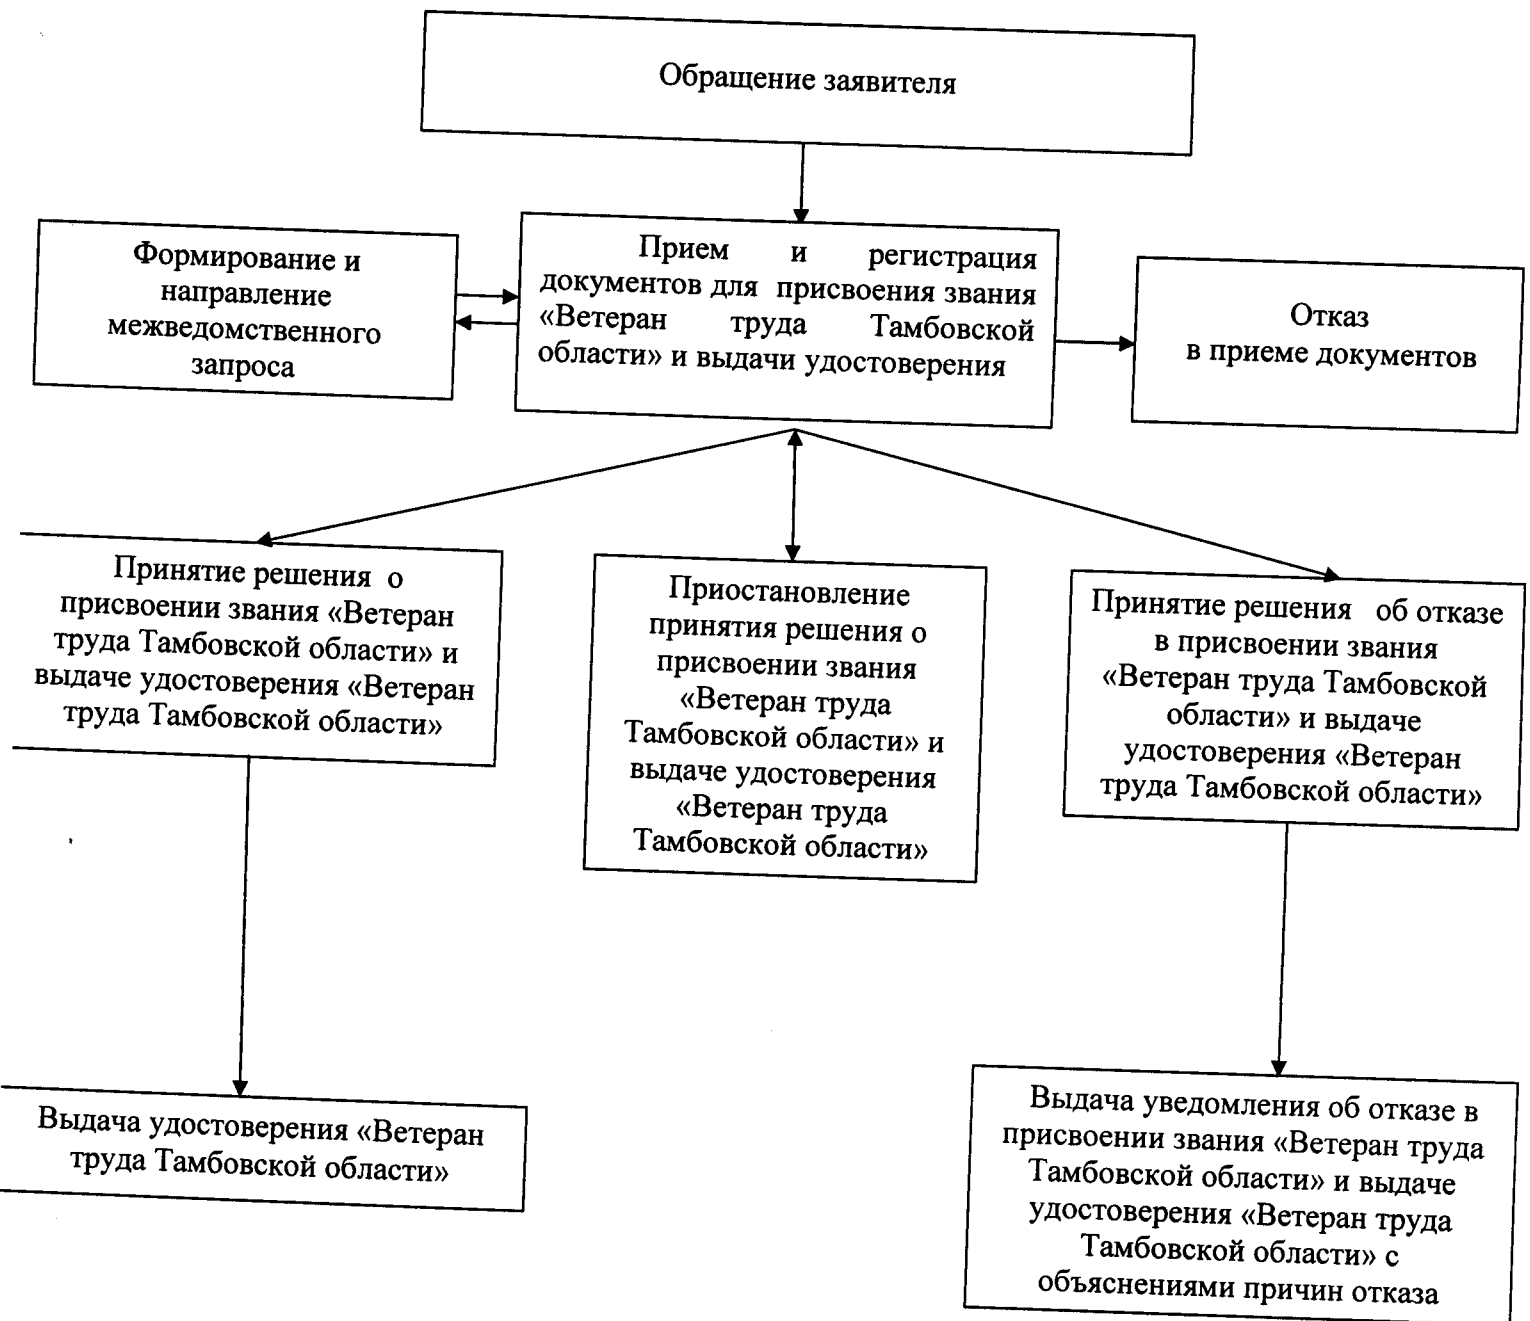 Обращение заявителя
Формирование и
направление
межведомственного
запроса
Прием и регистрация
документов для присвоения звания
«Ветеран труда Тамбовской
области» и выдачи удостоверения
Отказ
в приеме документов
Принятие решения о
присвоении звания «Ветеран
труда Тамбовской области» и
выдаче удостоверения «Ветеран
труда Тамбовской области»
Приостановление
принятия решения о
присвоении звания
«Ветеран труда
Тамбовской области» и
выдаче удостоверения
«Ветеран труда
Тамбовской области»
Принятие решения об отказе
в присвоении звания
«Ветеран труда Тамбовской
области» и выдаче
удостоверения «Ветеран
труда Тамбовской области»
Выдача удостоверения «Ветеран
труда Тамбовской области»
Выдача уведомления об отказе в
присвоении звания «Ветеран труда
Тамбовской области» и выдаче
удостоверения «Ветеран труда
Тамбовской области» с
объяснениями причин отказа